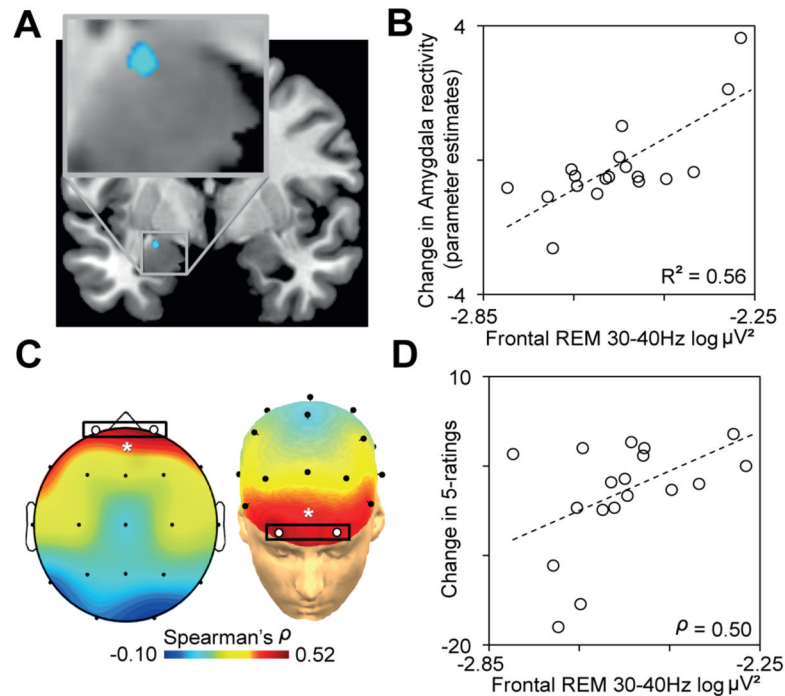 A
B
4
Change in Amygdala reactivity
(parameter estimates)
R² = 0.56
-4
-2.85
-2.25
Frontal REM 30-40Hz log µV²
C
*
*
Spearman's ρ
-0.10
0.52
D
10
Change in 5-ratings
ρ = 0.50
-20
-2.85
-2.25
Frontal REM 30-40Hz log µV²